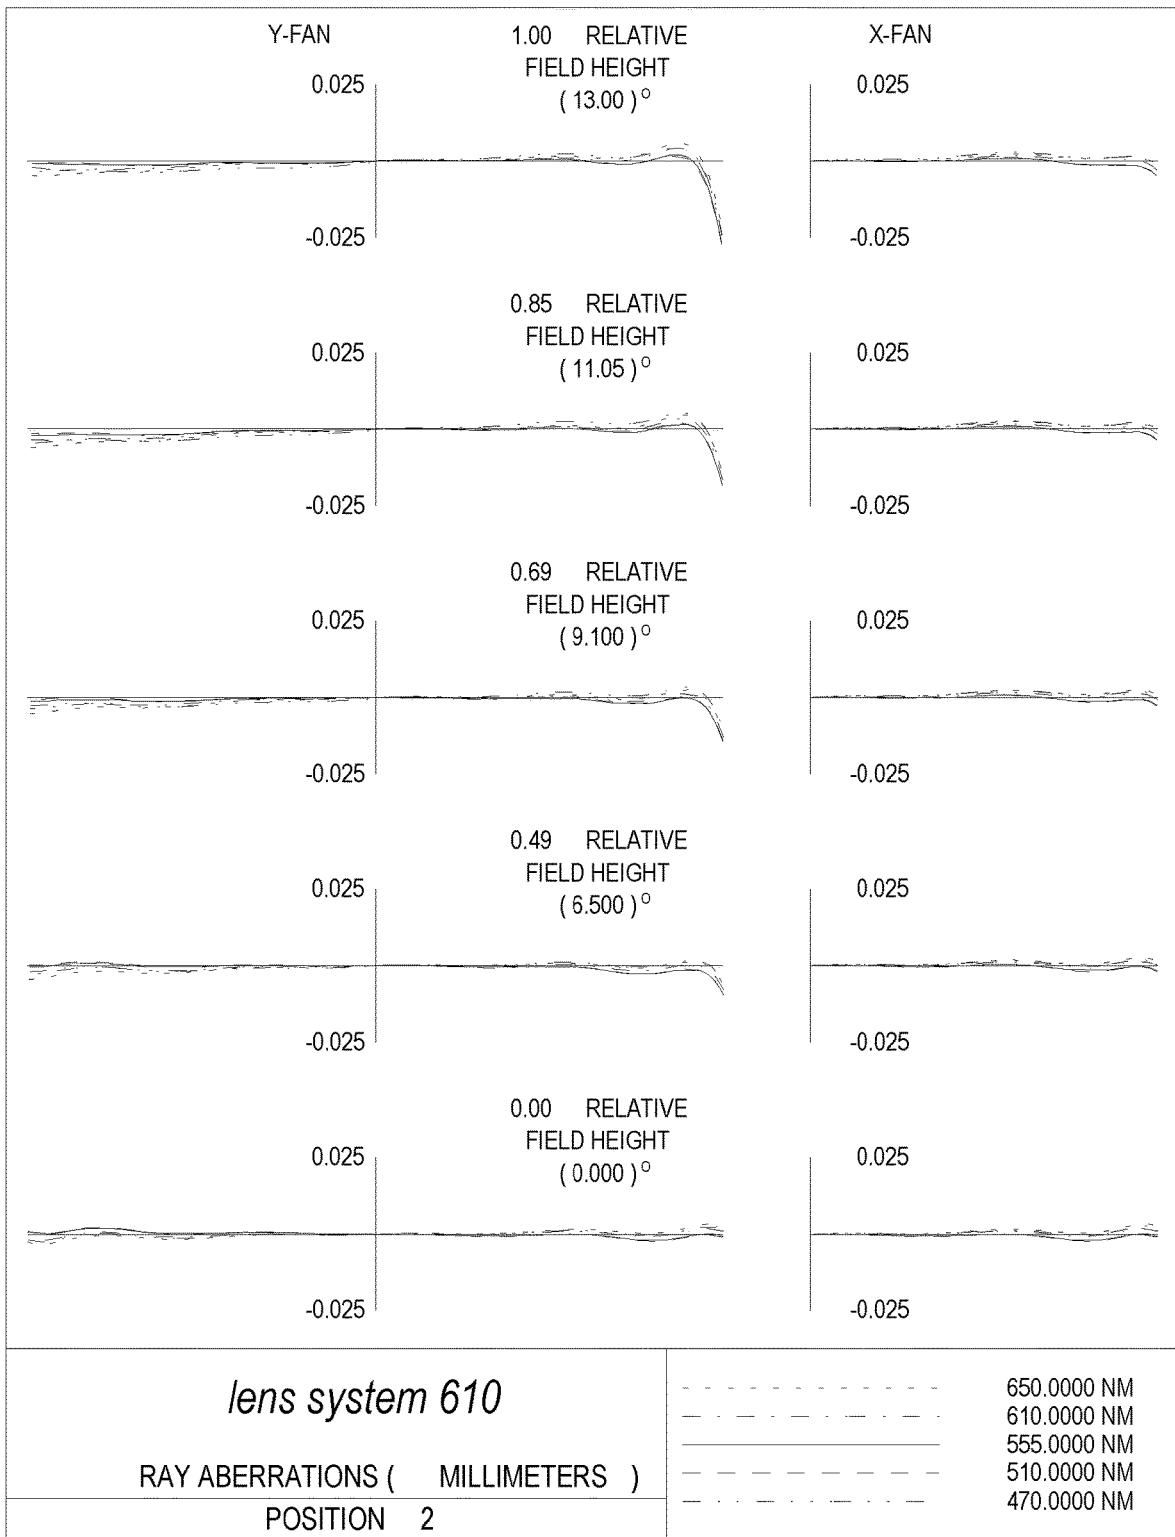 Y-FAN 1.00 RELATIVE X-FAN
FIELD HEIGHT
0.025 ( 13.00 )º 0.025
-0.025 -0.025
0.85 RELATIVE
FIELD HEIGHT
0.025 ( 11.05 )º 0.025
-0.025 -0.025
0.69 RELATIVE
FIELD HEIGHT
0.025 ( 9.100 )º 0.025
-0.025 -0.025
0.49 RELATIVE
FIELD HEIGHT
0.025 ( 6.500 )º 0.025
-0.025 -0.025
0.00 RELATIVE
FIELD HEIGHT
0.025 ( 0.000 )º 0.025
-0.025 -0.025
lens system 610
RAY ABERRATIONS ( MILLIMETERS )
POSITION 2
650.0000 NM
610.0000 NM
555.0000 NM
510.0000 NM
470.0000 NM